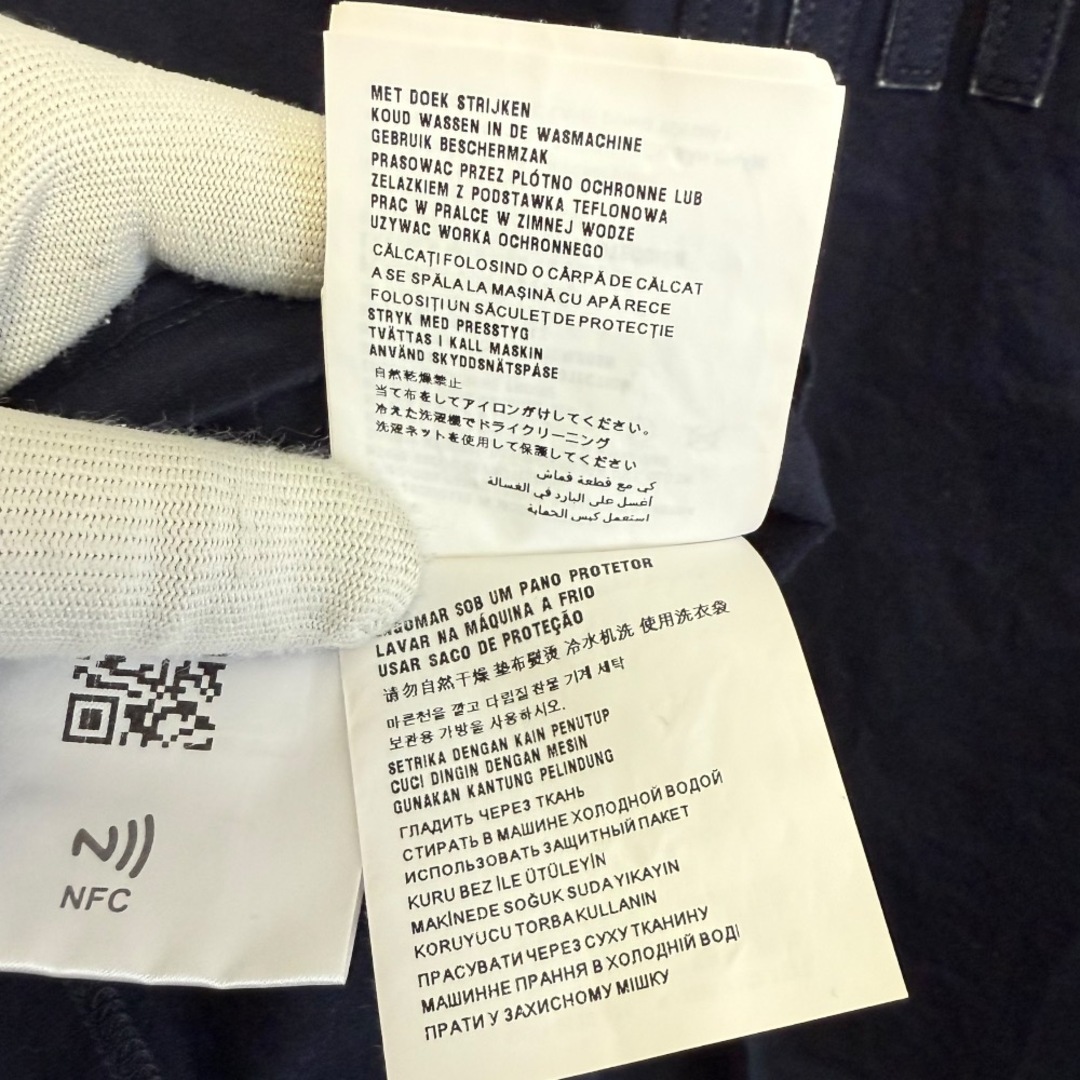 MET DOEK STRIJKEN
KOUD WASSEN IN DE WASMACHINE
GEBRUIK BESCHERMZAK
PRASOWAC PRZEZ PLÓTNO OCHRONNE LUB
ZELAZKIEM Z PODSTAWKA TEFLONOWA
PRAC W PRALCE W ZIMNEJ WODZE
UZYWAC WORKA OCHRONNEGO
CĂLCAȚI FOLOSIND O CÂRPĂ DE CĂLCAT
A SE SPĂLA LA MAȘINĂ CU APĂ RECE
FOLOSIȚI UN SĂCULEȚ DE PROTECȚIE
STRYK MED PRESSTYG
TVÄTTAS I KALL MASKIN
ANVÄND SKYDDSNÄTSPÅSE
自然乾燥禁止
当て布をしてアイロンがけしてください。
冷えた洗濯機でドライクリーニング
洗濯ネットを使用して保護してください
كي مع قطعة قماش
أغسل على البارد في الغسالة
استعمل كيس الحماية
SOB UM PANO PROTETOR
LAVAR NA MÁQUINA A FRIO
USAR SACO DE PROTEÇÃO
请勿自然干燥 垫布熨烫 冷水机洗 使用洗衣袋
마른천을 깔고 다림질 찬물 기계 세탁
보관용 가방을 사용하시오.
SETRIKA DENGAN KAIN PENUTUP
CUCI DINGIN DENGAN MESIN
GUNAKAN KANTUNG PELINDUNG
ГЛАДИТЬ ЧЕРЕЗ ТКАНЬ
СТИРАТЬ В МАШИНЕ ХОЛОДНОЙ ВОДОЙ
ИСПОЛЬЗОВАТЬ ЗАЩИТНЫЙ ПАКЕТ
KURU BEZ İLE ÜTÜLEYİN
MAKİNEDE SOĞUK SUDA YIKAYIN
KORUYUCU TORBA KULLANIN
ПРАСУВАТИ ЧЕРЕЗ СУХУ ТКАНИНУ
МАШИННЕ ПРАННЯ В ХОЛОДНІЙ ВОДІ
ПРАТИ У ЗАХИСНОМУ МІШКУ
NFC